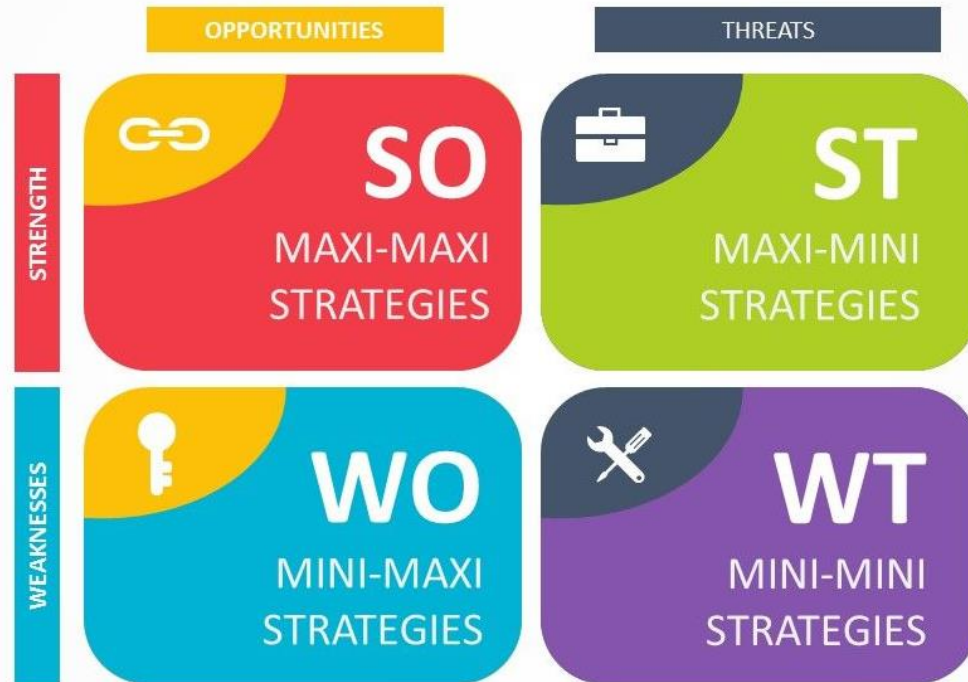 OPPORTUNITIES
THREATS
STRENGTH
SO
MAXI-MAXI
STRATEGIES
ST
MAXI-MINI
STRATEGIES
WEAKNESSES
WO
MINI-MAXI
STRATEGIES
WT
MINI-MINI
STRATEGIES